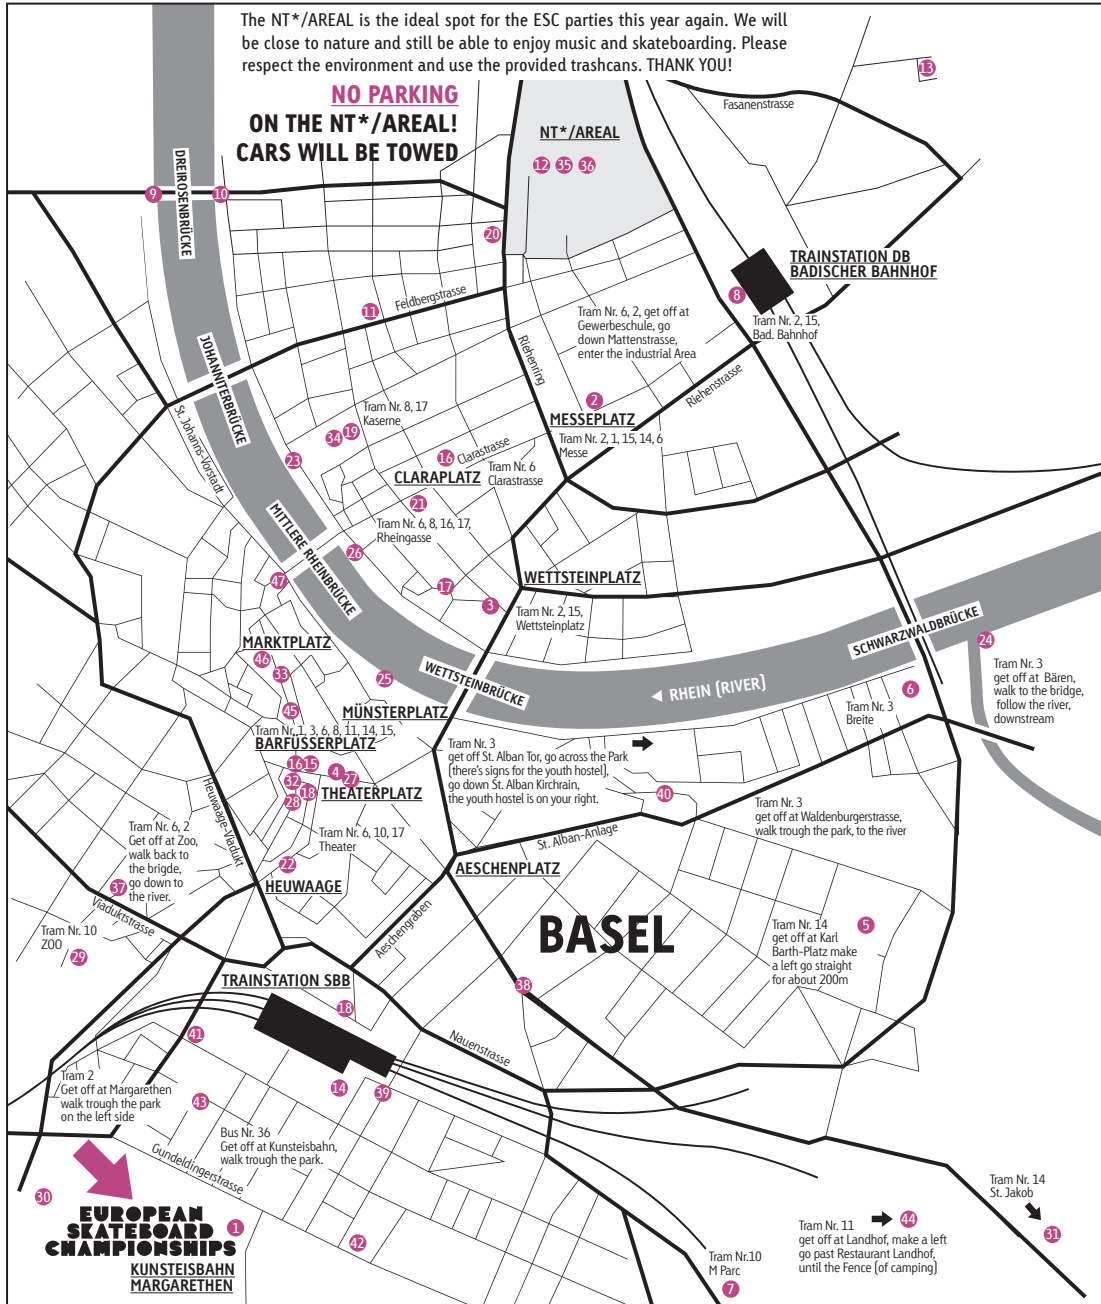 The NT*/AREAL is the ideal spot for the ESC parties this year again. We will
be close to nature and still be able to enjoy music and skateboarding. Please
respect the environment and use the provided trashcans. THANK YOU!
NO PARKING
ON THE NT*/AREAL!
CARS WILL BE TOWED
13
Fasanenstrasse
NT*/AREAL
12 35 36
DREIROSENBRÜCKE
9
10
20
TRAINSTATION DB
BADISCHER BAHNHOF
8
Tram Nr. 2, 15,
Bad. Bahnhof
11
Feldbergstrasse
Tram Nr. 6, 2, get off at
Gewerbeschule, go
down Mattenstrasse,
enter the industrial Area
Riehenring
Riehenstrasse
JOHANNITERBRÜCKE
St. Johanns-Vorstadt
2
MESSEPLATZ
Tram Nr. 2, 1, 15, 14, 6
Messe
Tram Nr. 8, 17
Kaserne
34 19
23
16
Clarastrasse
CLARAPLATZ
Tram Nr. 6
Clarastrasse
21
Tram Nr. 6, 8, 16, 17,
Rheingasse
MITTLERE RHEINBRÜCKE
26
47
17
3
WETTSTEINPLATZ
Tram Nr. 2, 15,
Wettsteinplatz
SCHWARZWALDBRÜCKE
24
Tram Nr. 3
get off at Bären,
walk to the bridge,
follow the river,
downstream
MARKTPLATZ
46
33
25
WETTSTEINBRÜCKE
RHEIN (RIVER)
6
Tram Nr. 3
Breite
45
MÜNSTERPLATZ
Tram Nr. 1, 3, 6, 8, 11, 14, 15,
BARFÜSSERPLATZ
16 15
4
27
32
18
28
THEATERPLATZ
Tram Nr. 3
get off St. Alban Tor, go across the Park
(there's signs for the youth hostel),
go down St. Alban Kirchrain,
the youth hostel is on your right.
40
Tram Nr. 3
get off at Waldenburgerstrasse,
walk trough the park, to the river
Heuwaage-Viadukt
Tram Nr. 6, 2
Get off at Zoo,
walk back to
the brigde,
go down to
the river.
37
Viaduktstrasse
Tram Nr. 6, 10, 17
Theater
22
HEUWAAGE
St. Alban-Anlage
AESCHENPLATZ
Aeschengraben
BASEL
Tram Nr. 10
ZOO
29
5
Tram Nr. 14
get off at Karl
Barth-Platz make
a left go straight
for about 200m
TRAINSTATION SBB
18
38
41
Nauenstrasse
Tram 2
Get off at Margarethen
walk trough the park
on the left side
14
39
43
Bus Nr. 36
Get off at Kunsteisbahn,
walk trough the park.
Gundeldingerstrasse
30
EUROPEAN
SKATEBOARD
CHAMPIONSHIPS
1
KUNSTEISBAHN
MARGARETHEN
42
Tram Nr.10
M Parc
7
44
Tram Nr. 11
get off at Landhof, make a left
go past Restaurant Landhof,
until the Fence (of camping)
Tram Nr. 14
St. Jakob
31